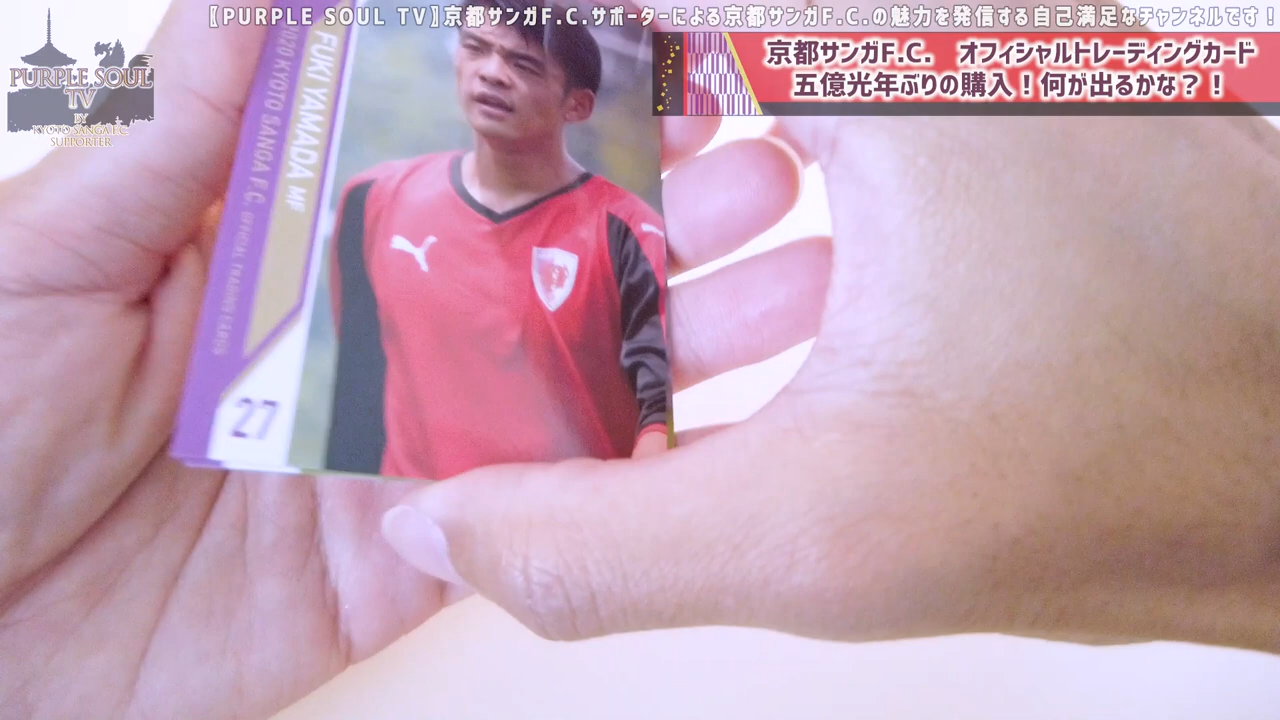 【PURPLE SOUL TV】京都サンガF.C.サポーターによる京都サンガF.C.の魅力を発信する自己満足なチャンネルです！
PURPLE SOUL
TV
BY
KYOTO SANGA F.C.
SUPPORTER
京都サンガF.C.　オフィシャルトレーディングカード
五億光年ぶりの購入！何が出るかな？！
FUKI YAMADA MF
2020 KYOTO SANGA F.C. OFFICIAL TRADING CARDS
27